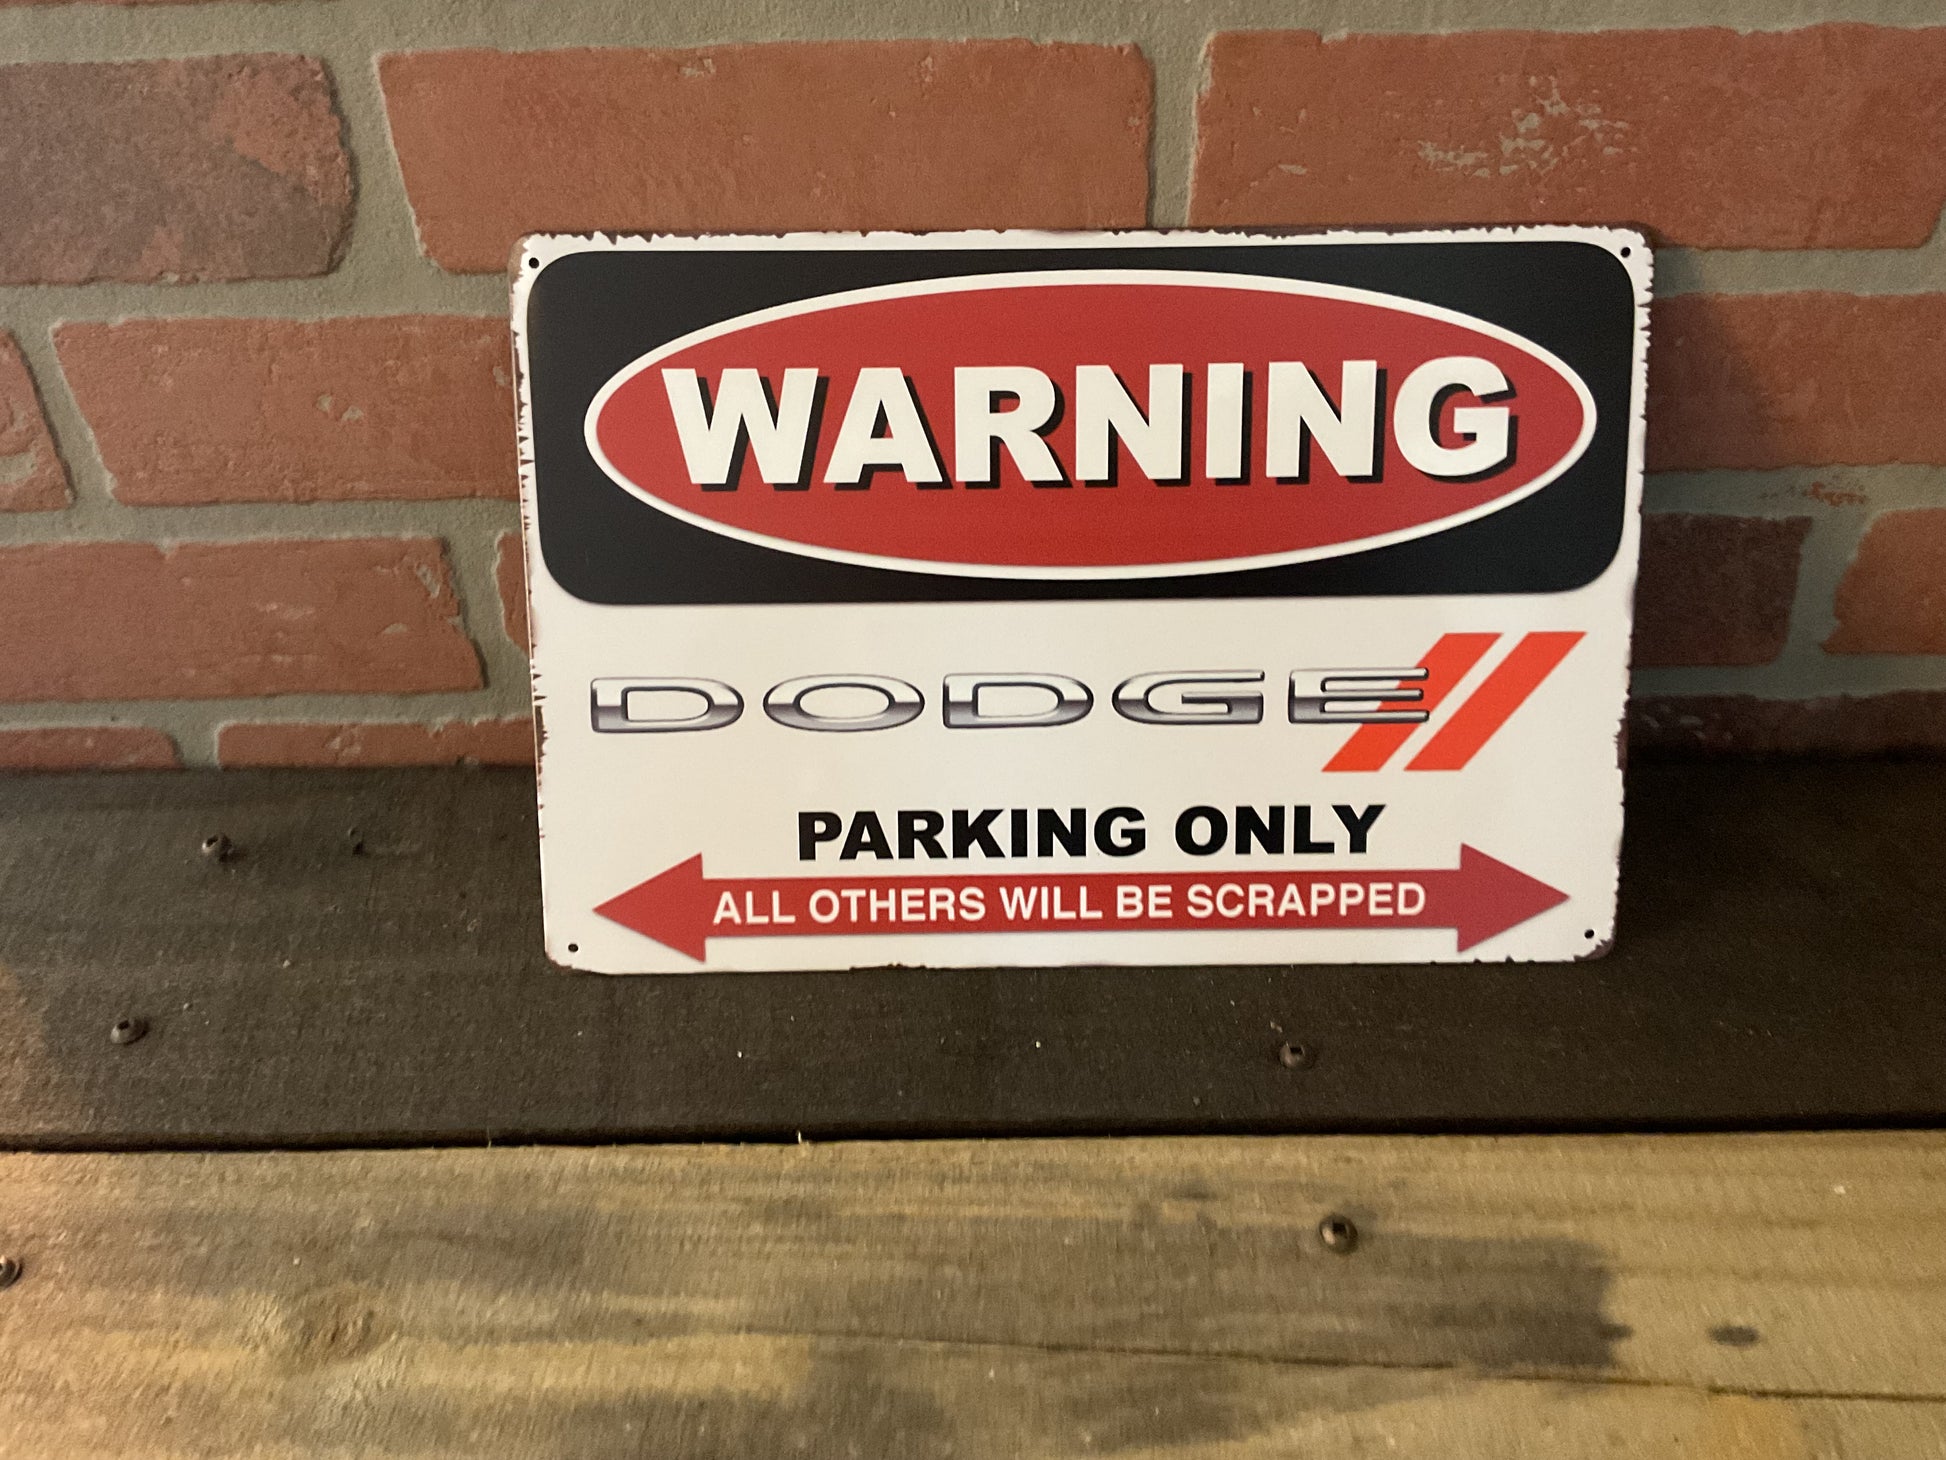 WARNING
DODGE
PARKING ONLY
ALL OTHERS WILL BE SCRAPPED